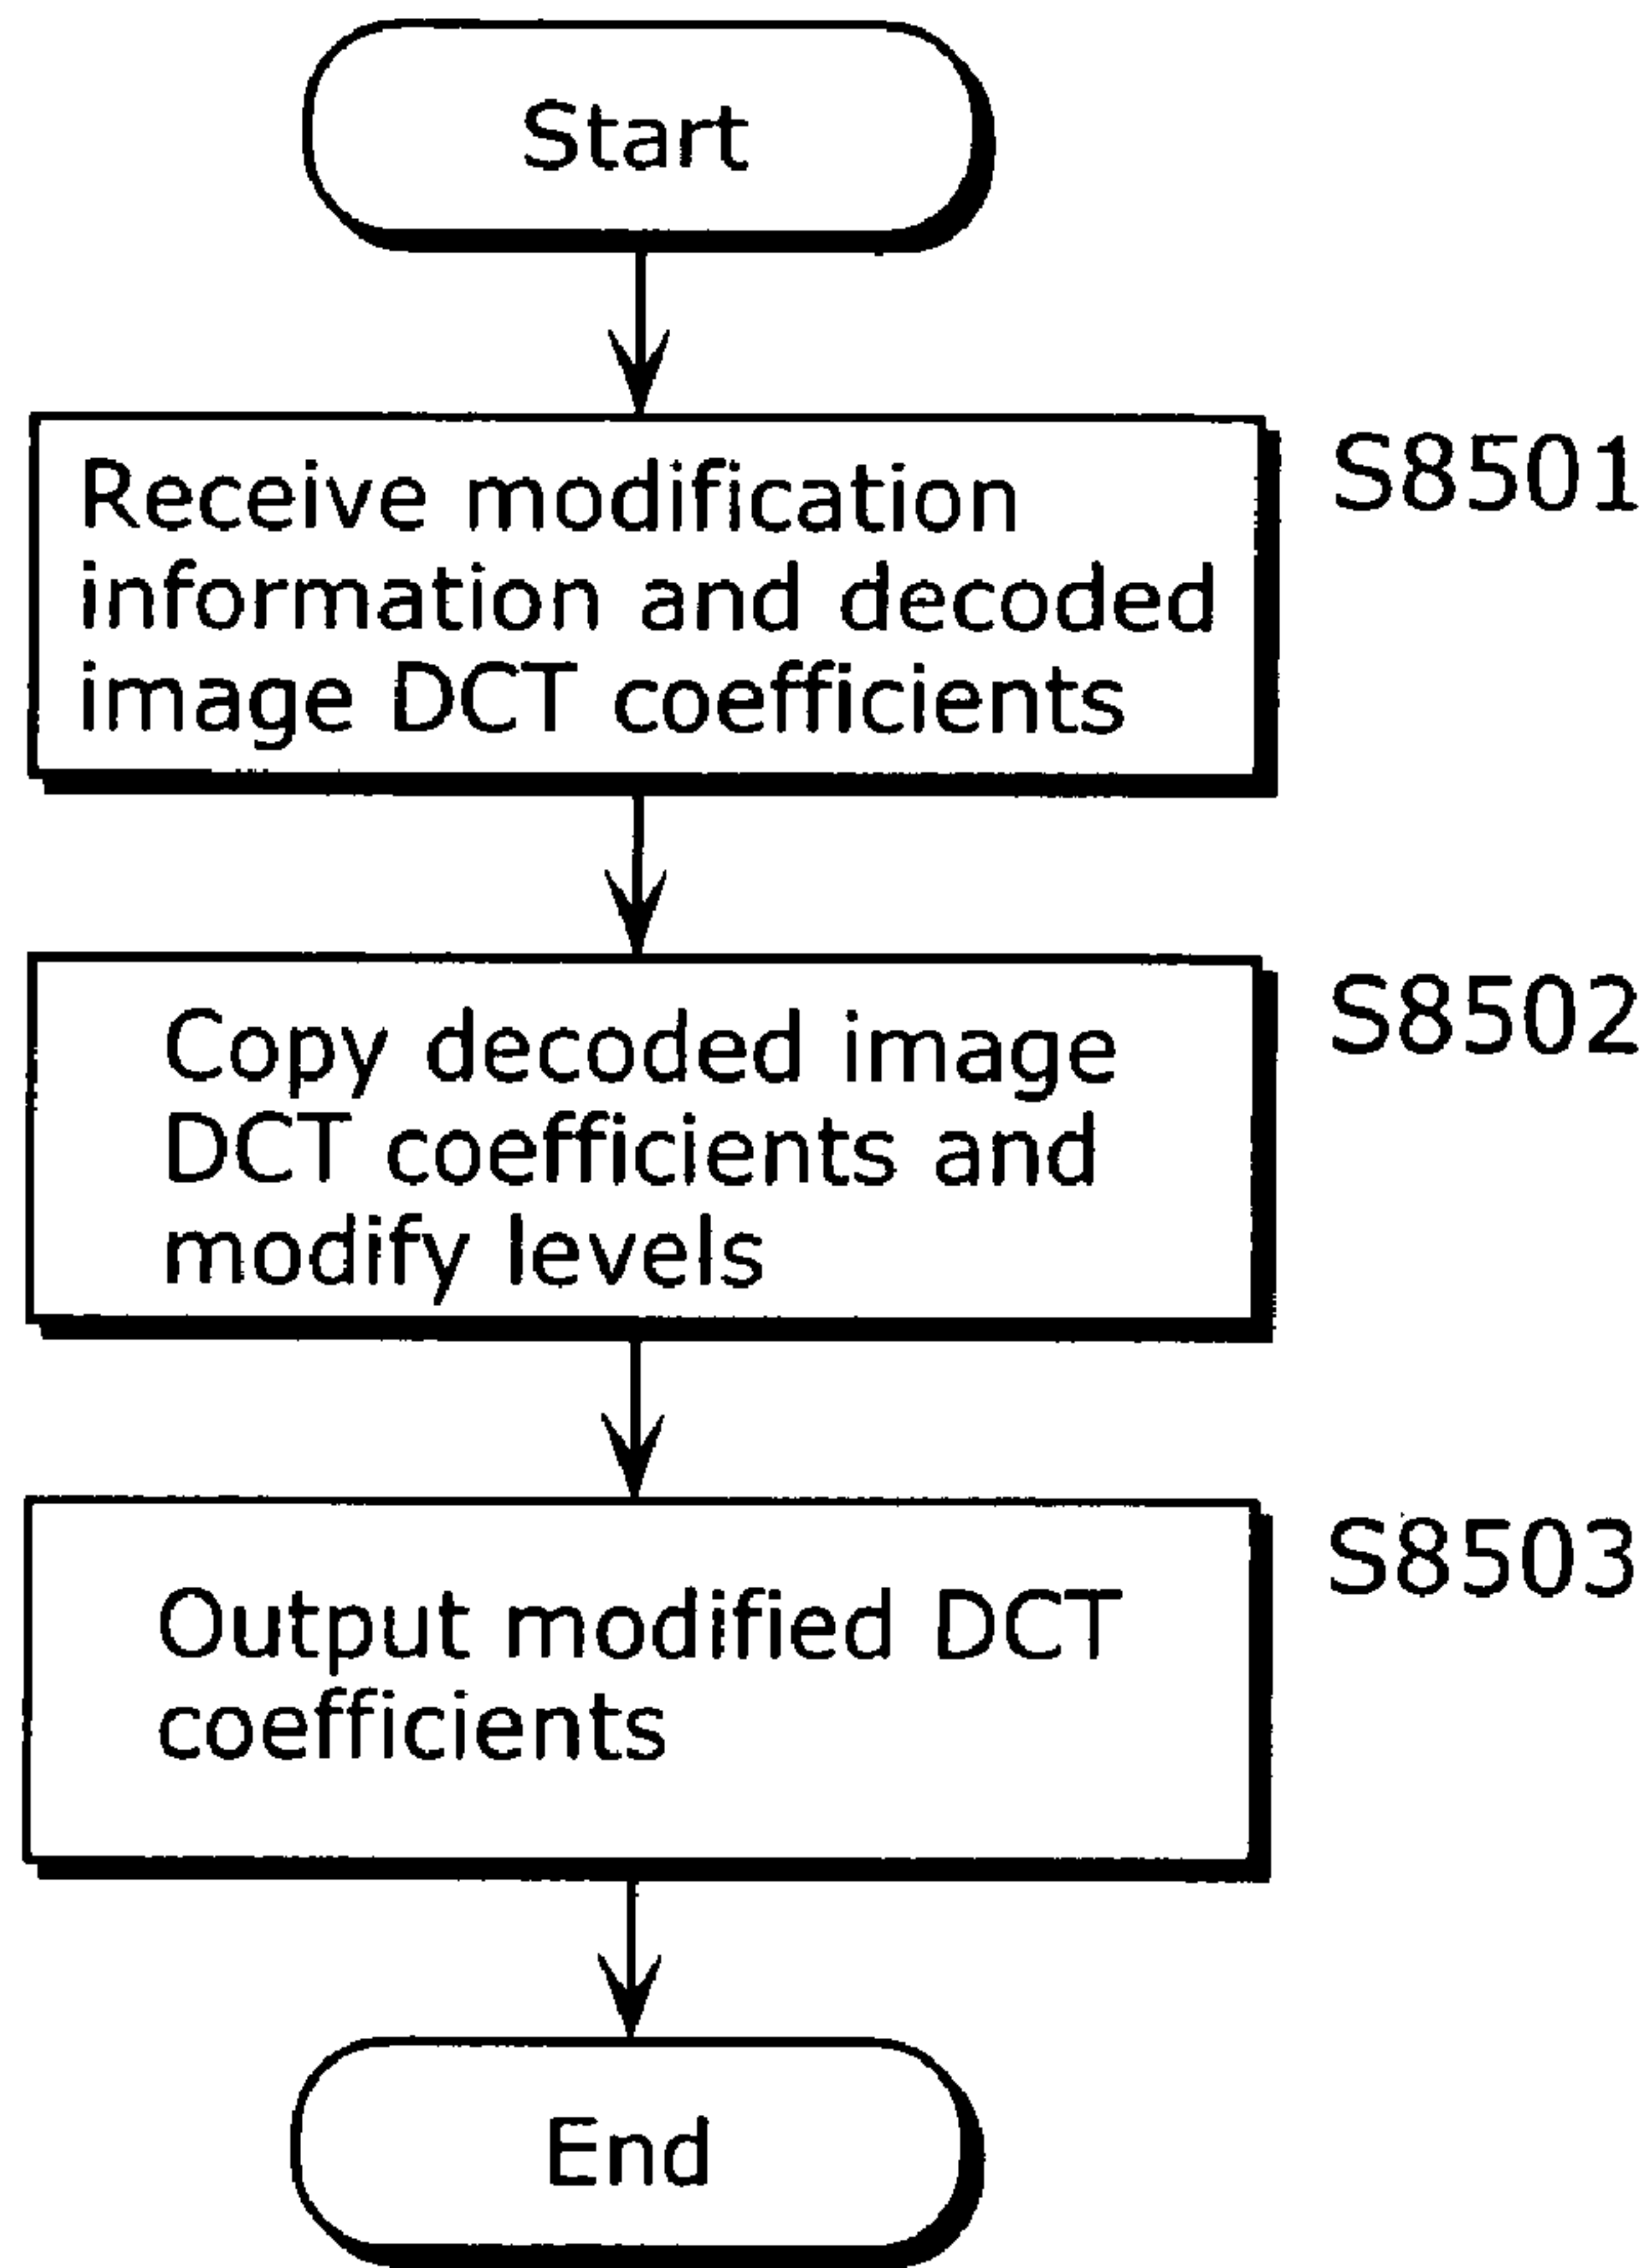 Start
Receive modification
information and decoded
image DCT coefficients
S8501
Copy decoded image
DCT coefficients and
modify levels
S8502
Output modified DCT
coefficients
S8503
End